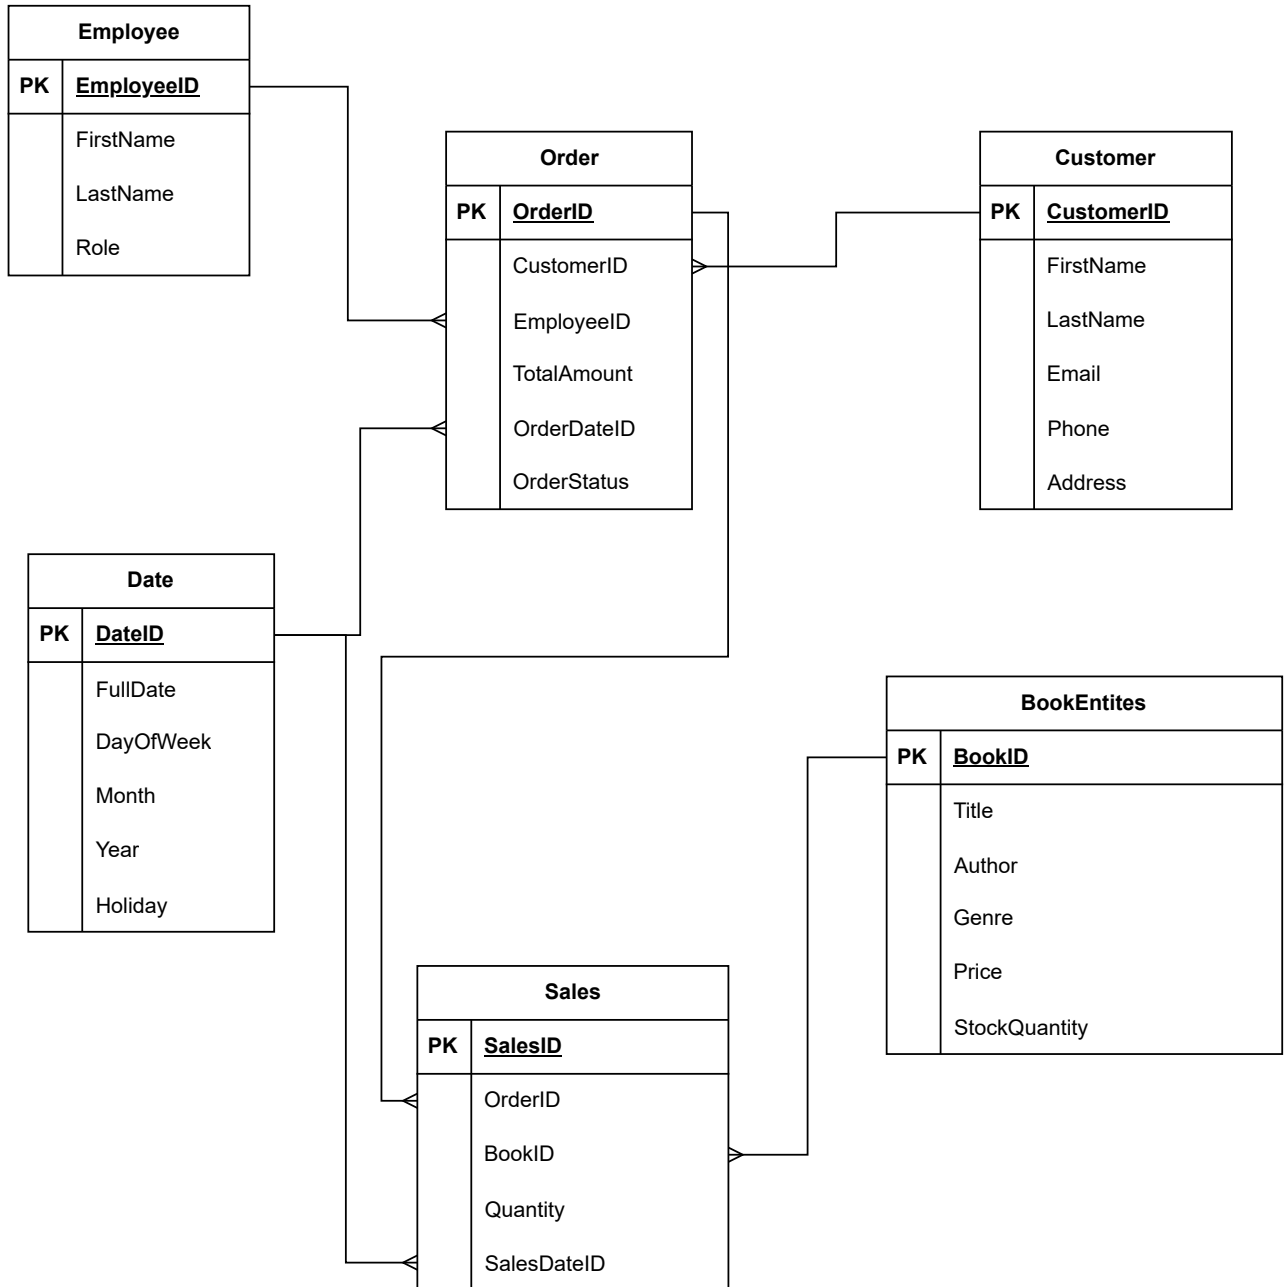 Employee
PK EmployeeID
FirstName
LastName
Role
Order
PK OrderID
CustomerID
EmployeeID
TotalAmount
OrderDateID
OrderStatus
Customer
PK CustomerID
FirstName
LastName
Email
Phone
Address
Date
PK DateID
FullDate
DayOfWeek
Month
Year
Holiday
BookEntites
PK BookID
Title
Author
Genre
Price
StockQuantity
Sales
PK SalesID
OrderID
BookID
Quantity
SalesDateID